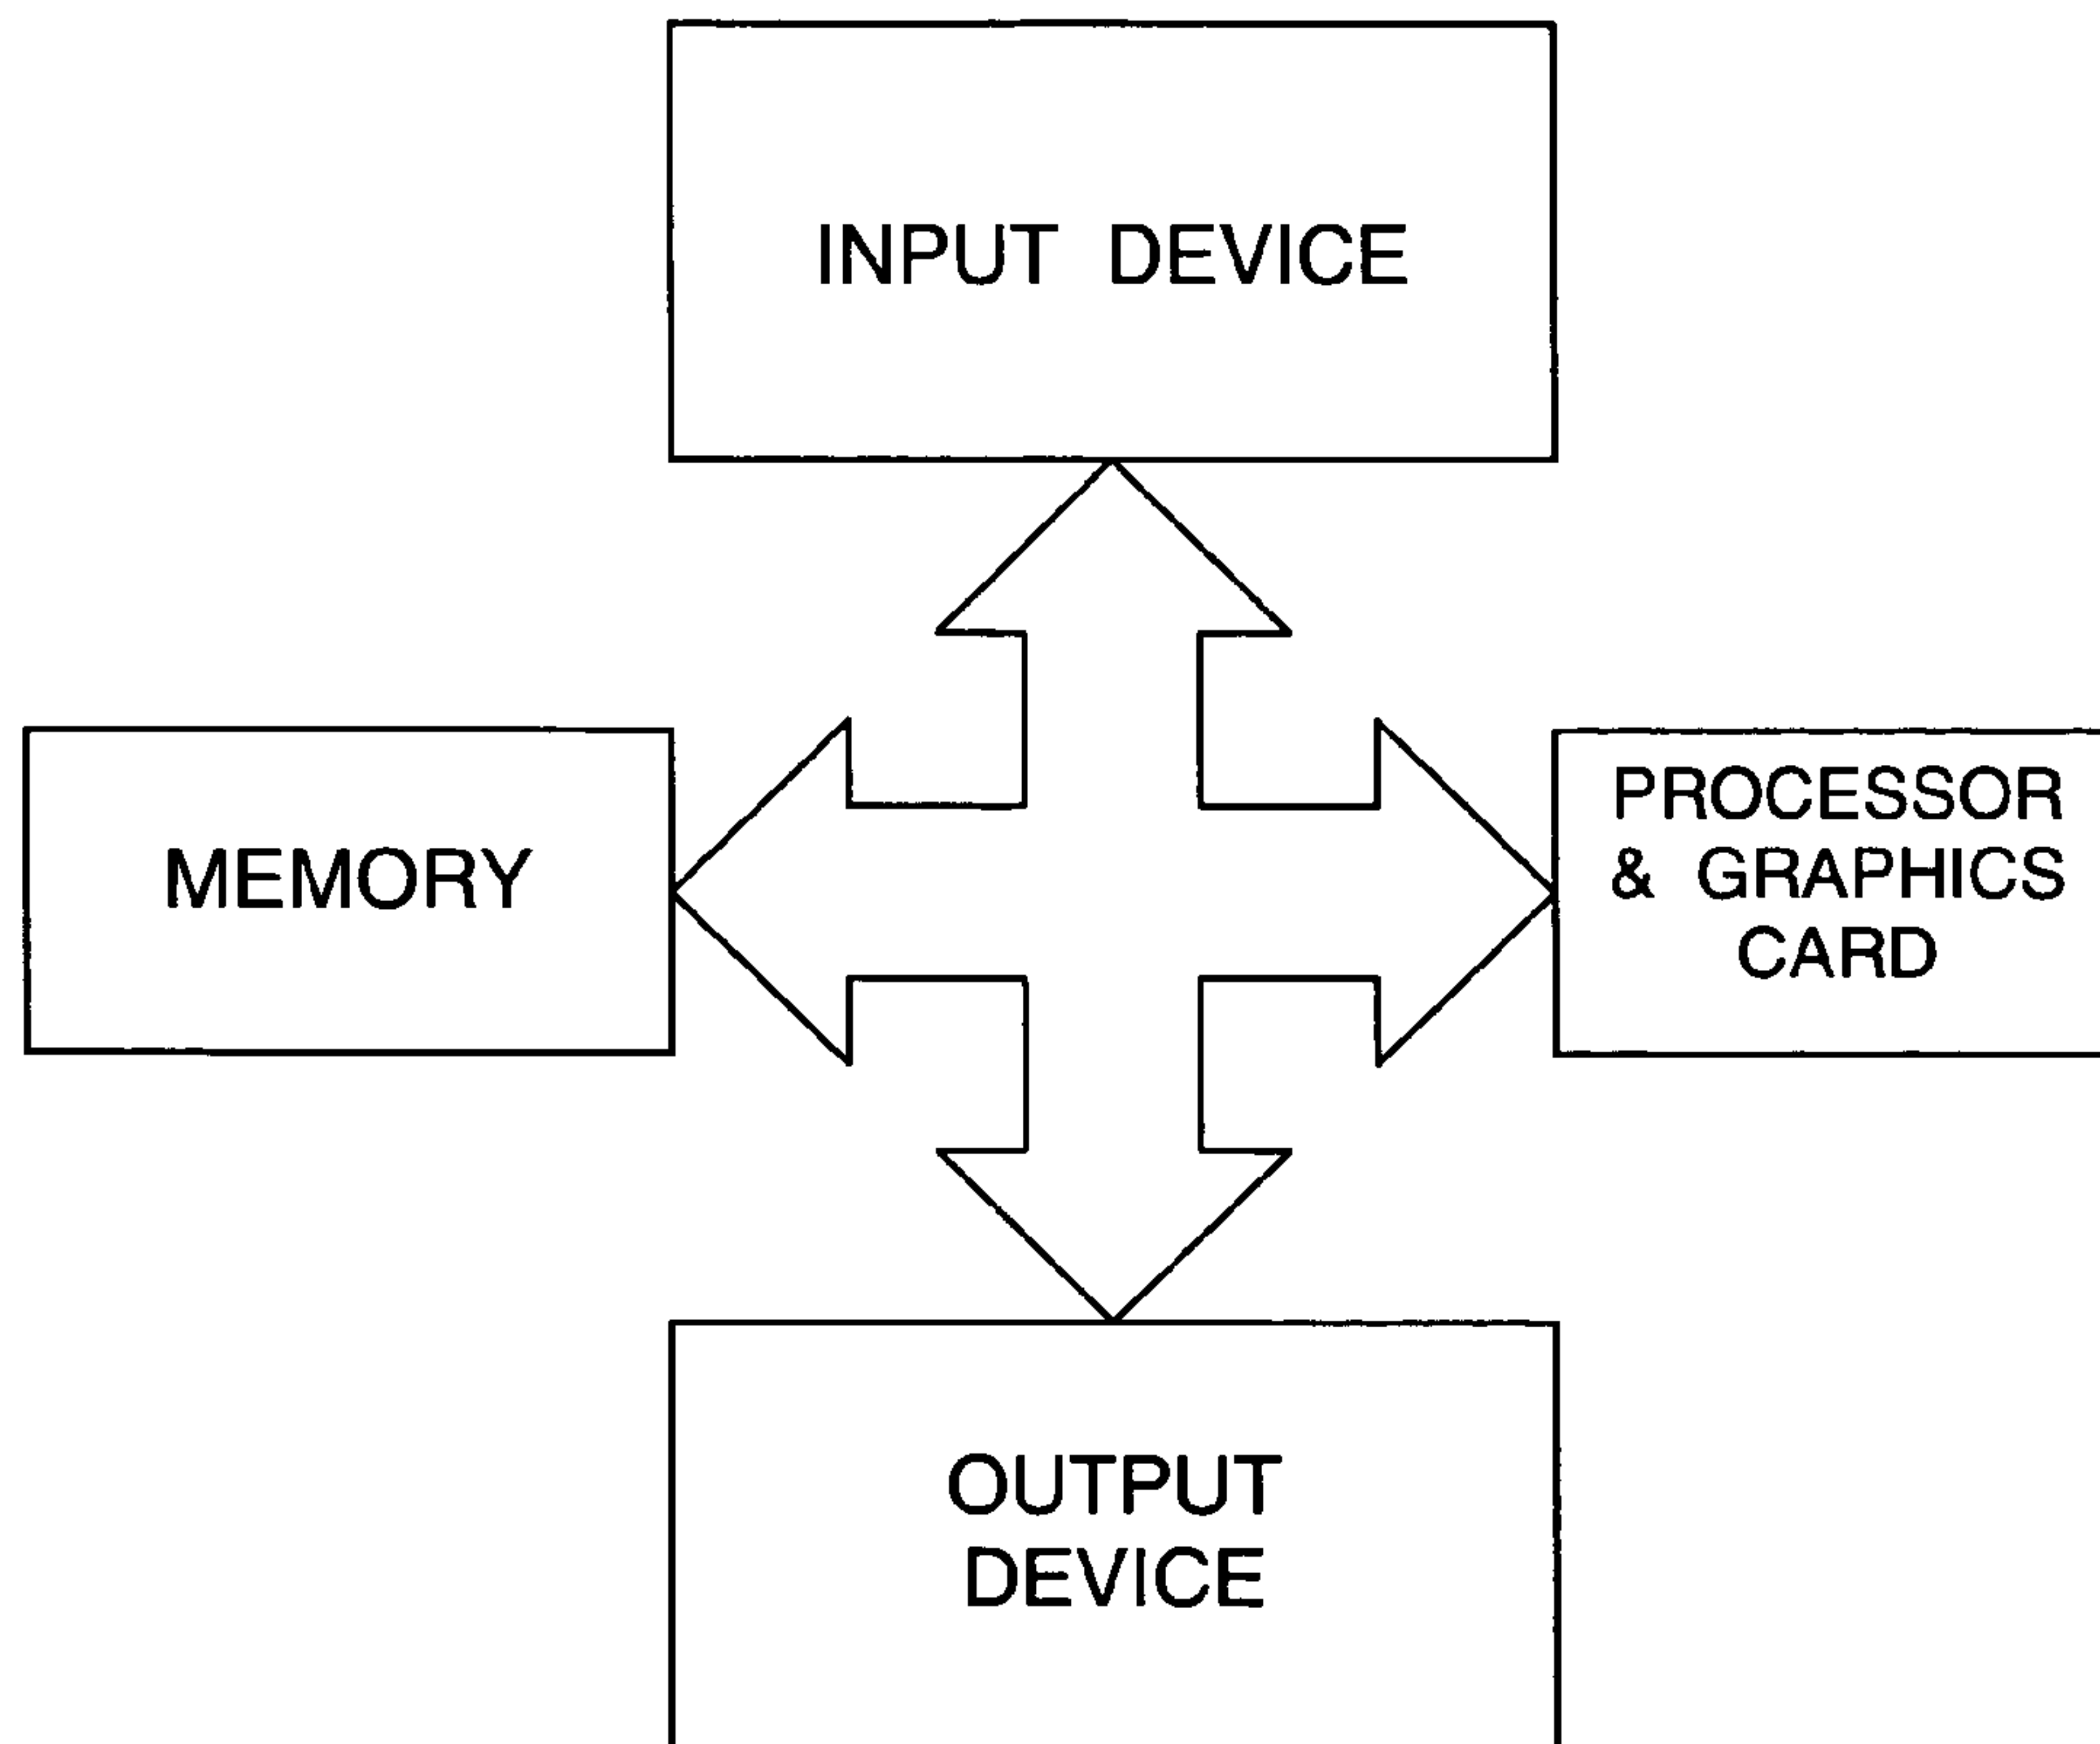 INPUT DEVICE
MEMORY
PROCESSOR
& GRAPHICS
CARD
OUTPUT
DEVICE